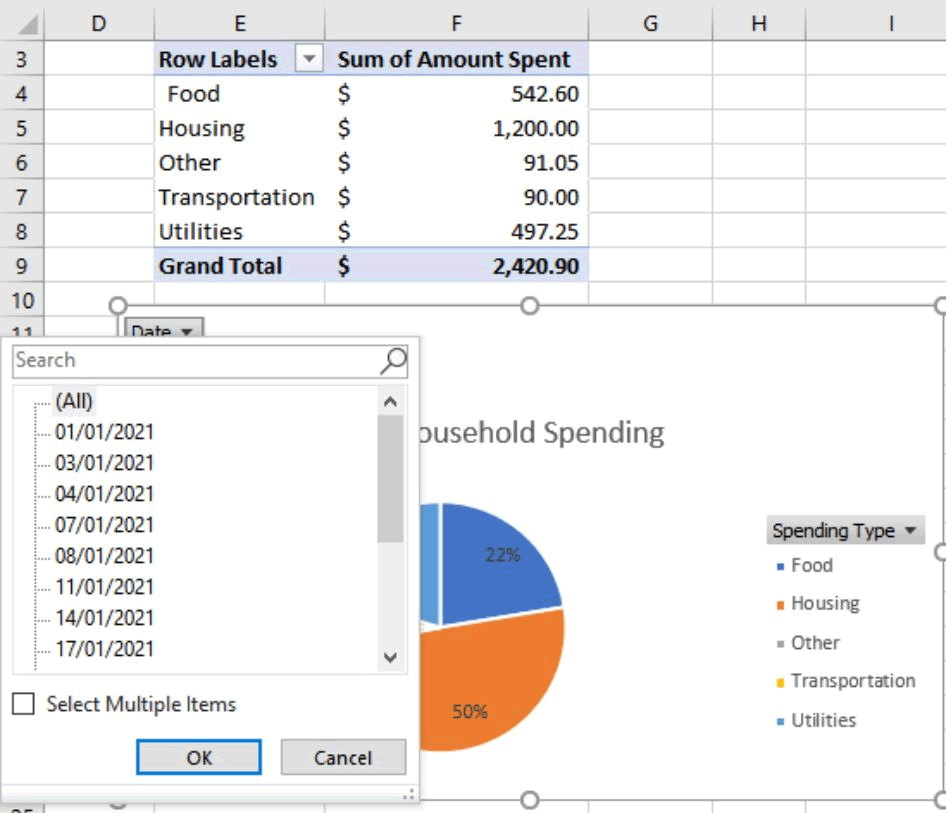 D E F G H I
3 Row Labels Sum of Amount Spent
4 Food $ 542.60
5 Housing $ 1,200.00
6 Other $ 91.05
7 Transportation $ 90.00
8 Utilities $ 497.25
9 Grand Total $ 2,420.90
10
11 Date
Search
(All)
01/01/2021
03/01/2021
04/01/2021
07/01/2021
08/01/2021
11/01/2021
14/01/2021
17/01/2021
Select Multiple Items
OK Cancel
ousehold Spending
22%
50%
Spending Type
Food
Housing
Other
Transportation
Utilities